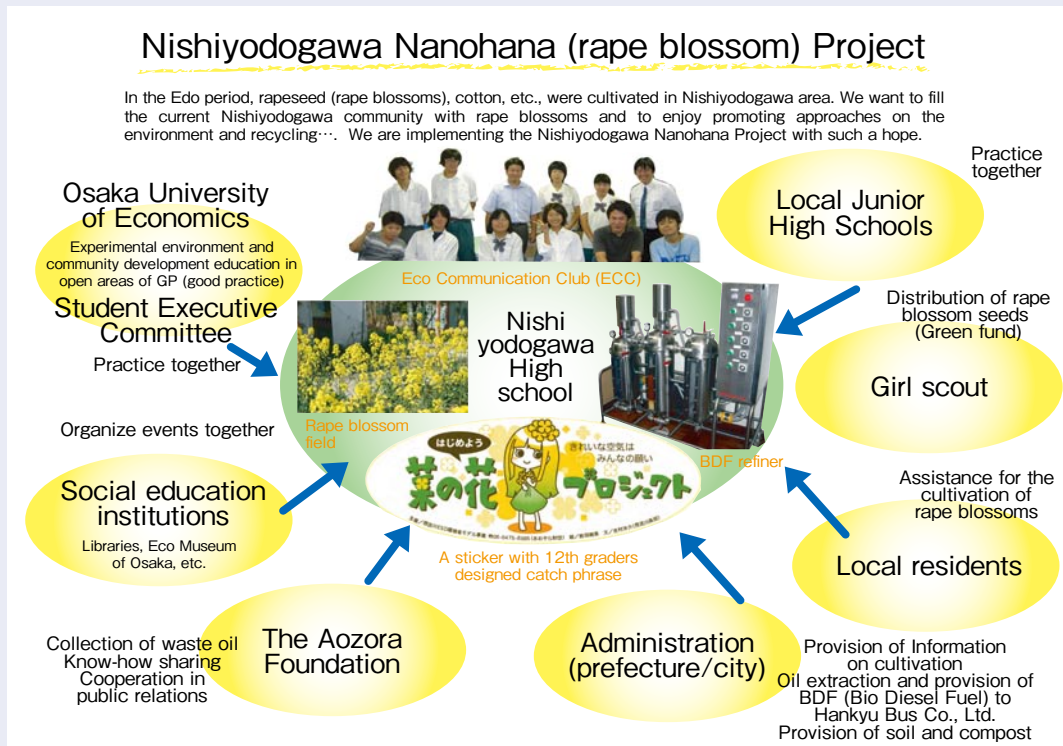 Nishiyodogawa Nanohana (rape blossom) Project
In the Edo period, rapeseed (rape blossoms), cotton, etc., were cultivated in Nishiyodogawa area. We want to fill
the current Nishiyodogawa community with rape blossoms and to enjoy promoting approaches on the
environment and recycling…. We are implementing the Nishiyodogawa Nanohana Project with such a hope.
Osaka University
of Economics
Experimental environment and
community development education in
open areas of GP (good practice)
Student Executive
Committee
Practice together
Organize events together
Social education
institutions
Libraries, Eco Museum
of Osaka, etc.
Collection of waste oil
Know-how sharing
Cooperation in
public relations
The Aozora
Foundation
Eco Communication Club (ECC)
Nishi
yodogawa
High
school
Rape blossom
field
BDF refiner
はじめよう
きれいな空気は
みんなの願い
菜の花
プロジェクト
A sticker with 12th graders
designed catch phrase
Administration
(prefecture/city)
Provision of Information
on cultivation
Oil extraction and provision of
BDF (Bio Diesel Fuel) to
Hankyu Bus Co., Ltd.
Provision of soil and compost
Practice
together
Local Junior
High Schools
Distribution of rape
blossom seeds
(Green fund)
Girl scout
Assistance for the
cultivation of
rape blossoms
Local residents